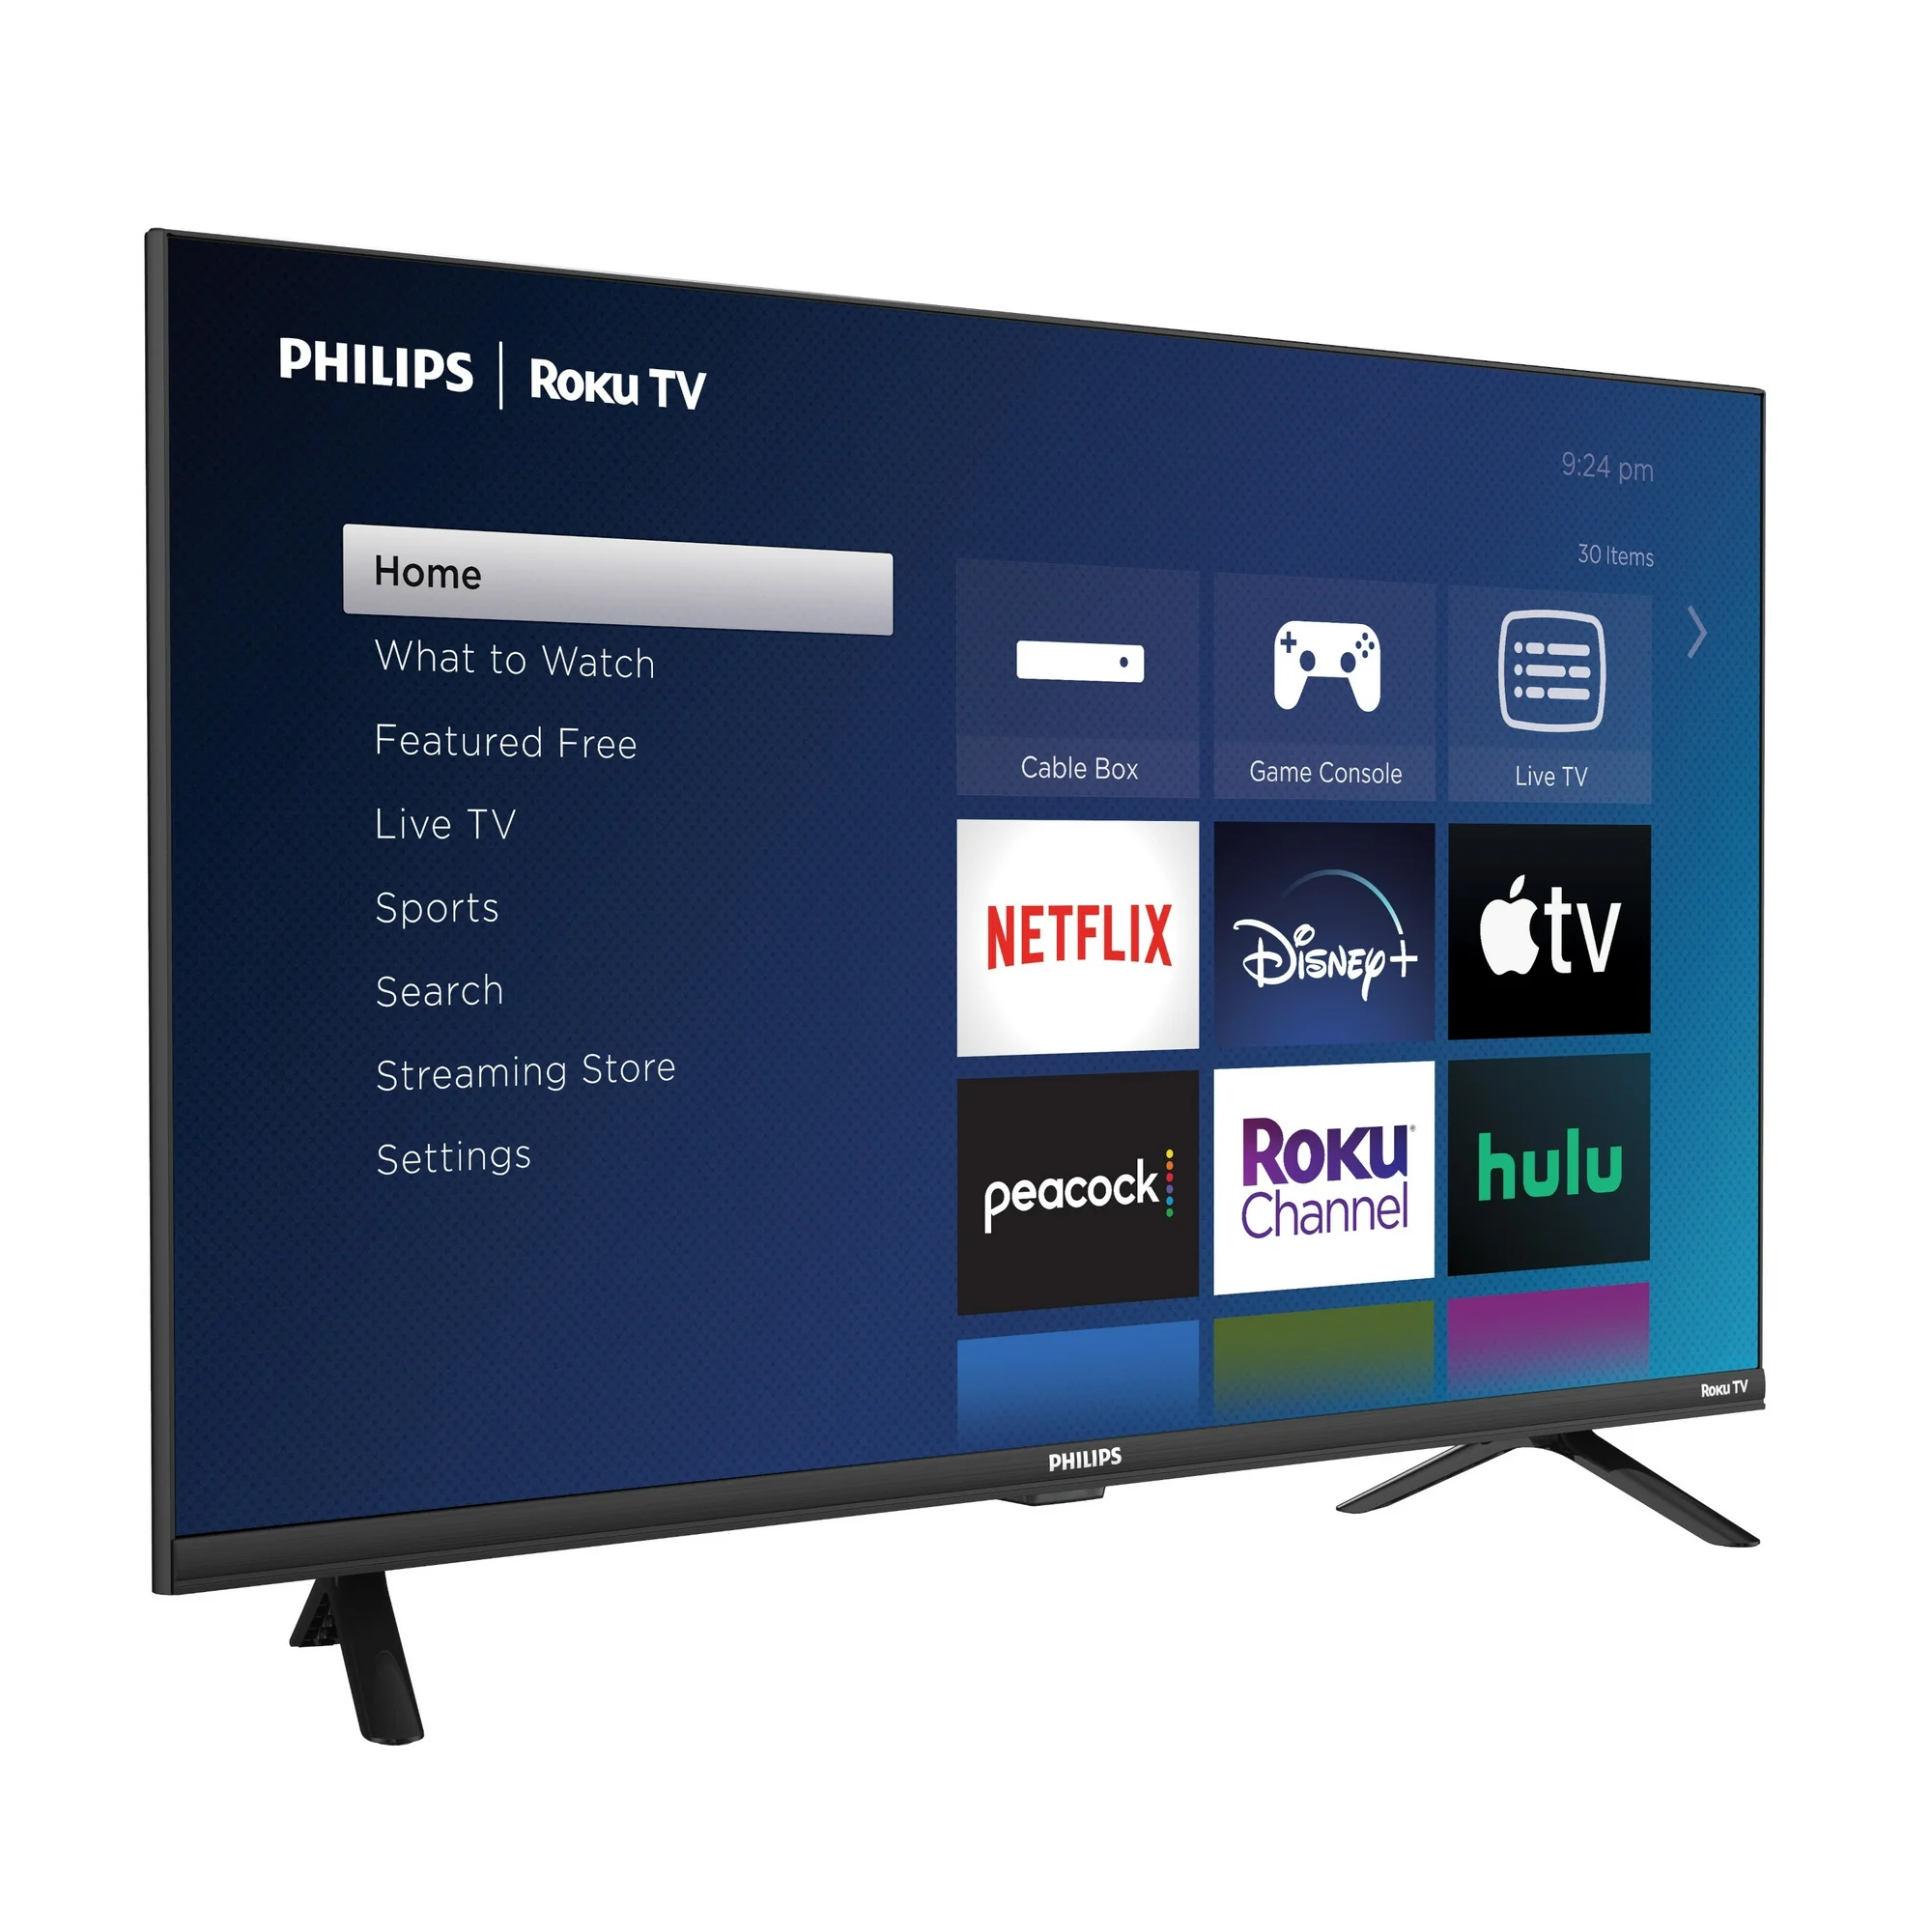 PHILIPS | Roku TV
9:24 pm
30 Items
Home
What to Watch
Featured Free
Live TV
Sports
Search
Streaming Store
Settings
Cable Box
Game Console
Live TV
NETFLIX
Disney+
tv
peacock
Roku
Channel
hulu
Roku TV
PHILIPS